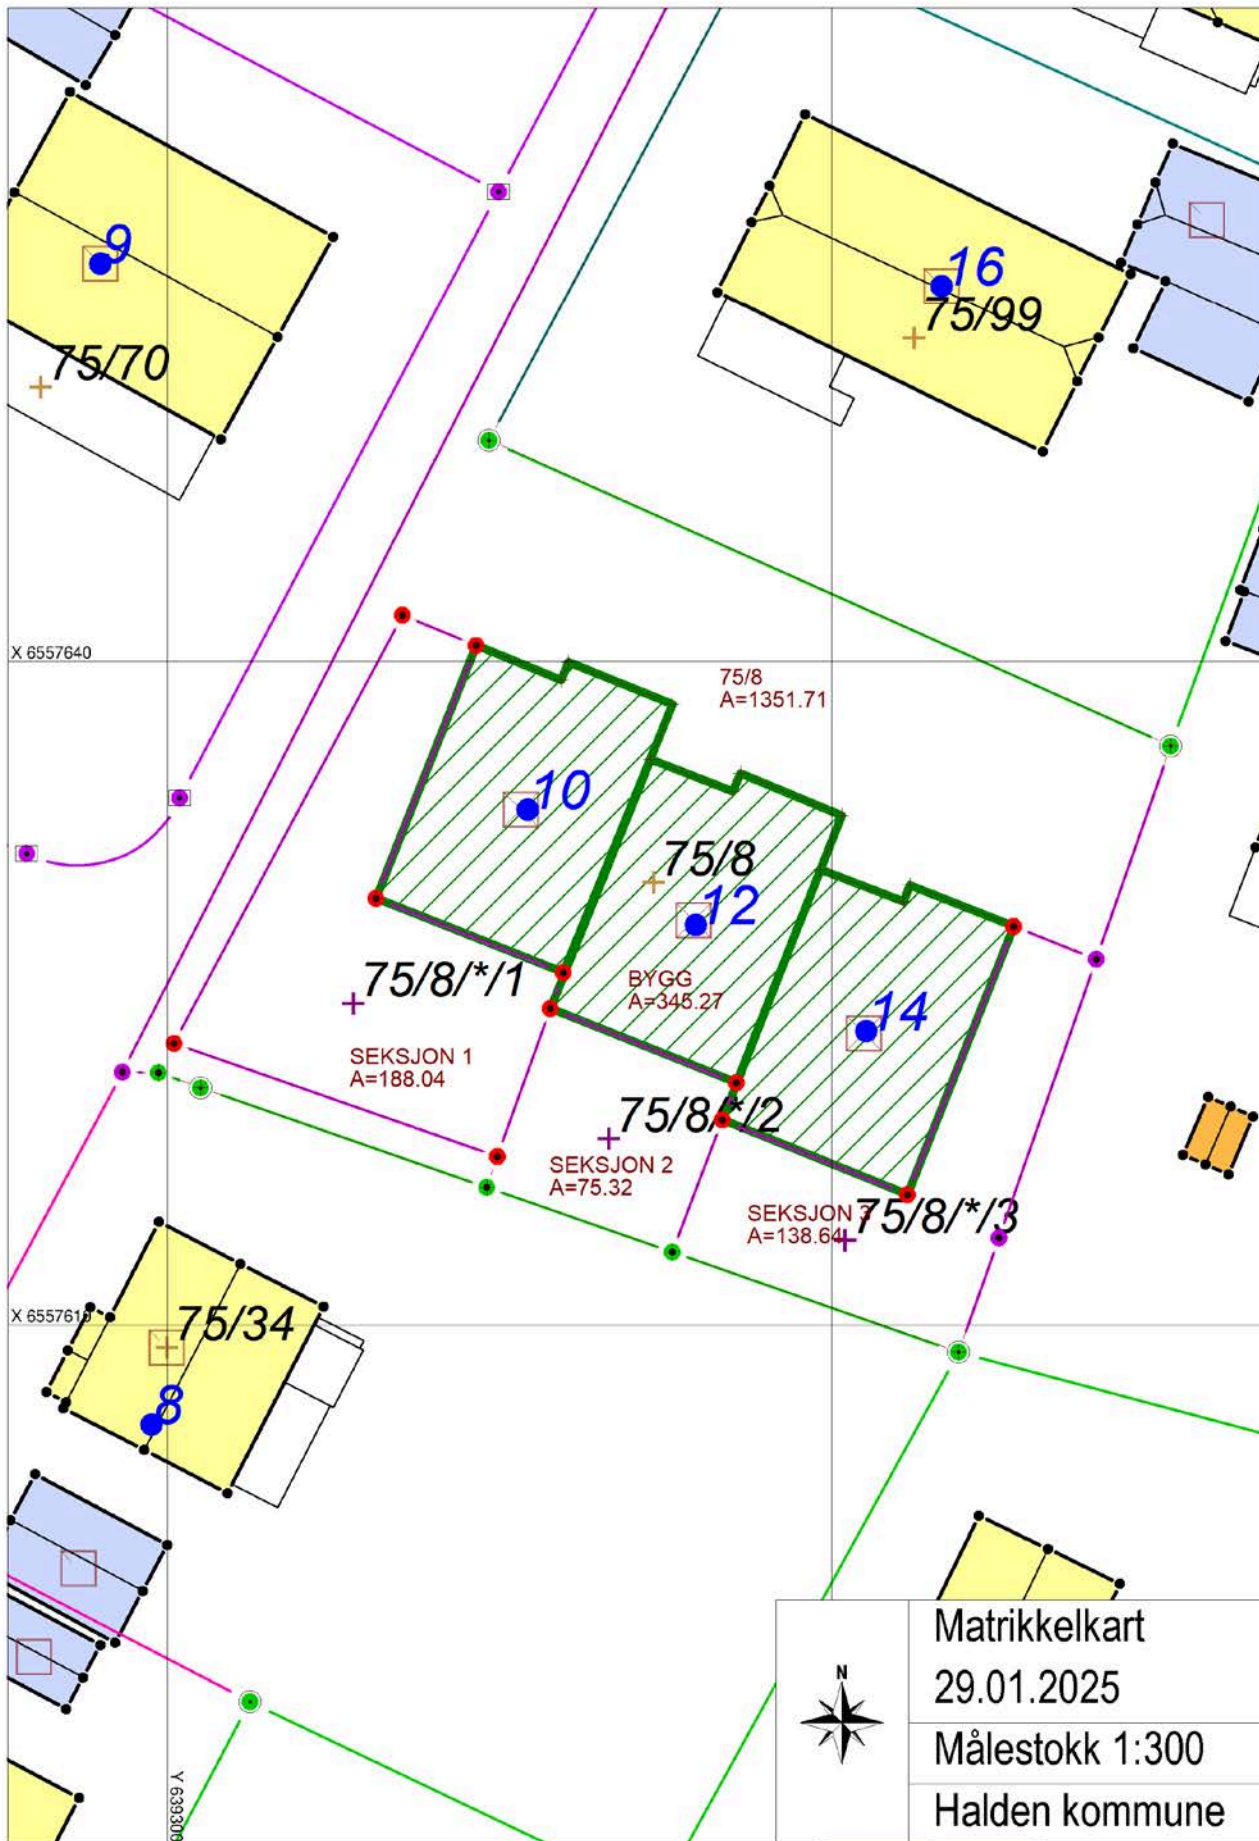 9
16
75/99
75/70
X 6557640
75/8
A=1351.71
10
75/8
12
75/8/*/1
BYGG
A=345.27
14
SEKSJON 1
A=188.04
75/8/*/2
SEKSJON 2
A=75.32
SEKSJON 3
A=138.64
75/8/*/3
X 6557610
75/34
8
N
Matrikkelkart
29.01.2025
Målestokk 1:300
Halden kommune